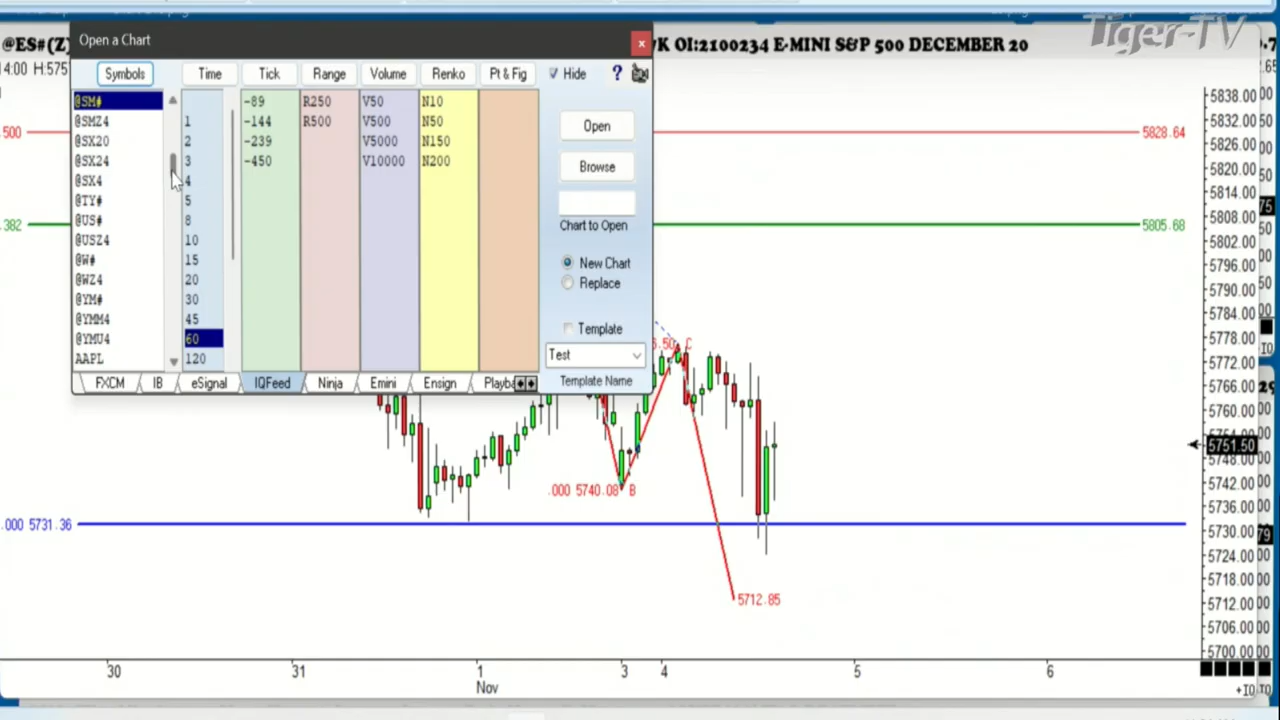 @ES#(Z)
K OI:2100234 E-MINI S&P 500 DECEMBER 20
Tiger-TV
14:00 H:575
Open a Chart
x
Symbols Time Tick Range Volume Renko Pt & Fig Hide ?
@SM# -89 R250 V50 N10
@SMZ4 1 -144 R500 V500 N50
@SX20 2 -239 V5000 N150
@SX24 3 -450 V10000 N200
@SX4 4
@TY# 5
@US# 8
@USZ4 10
@W# 15
@WZ4 20
@YM# 30
@YMM4 45
@YMU4 60
AAPL 120
Open
Browse
Chart to Open
New Chart
Replace
Template
Test
Template Name
FXCM IB eSignal IQFeed Ninja Emini Ensign Playba
.500
5828.64
.382
5805.68
C
.000 5740.08 B
.000 5731.36
5712.85
5838.00
5832.00
5826.00
5820.00
5814.00
5808.00
5802.00
5796.00
5790.00
5784.00
5778.00
5772.00
5766.00
5760.00
5751.50
5748.00
5742.00
5736.00
5730.00
5724.00
5718.00
5712.00
5706.00
5700.00
30 31 1 3 4 5 6
Nov